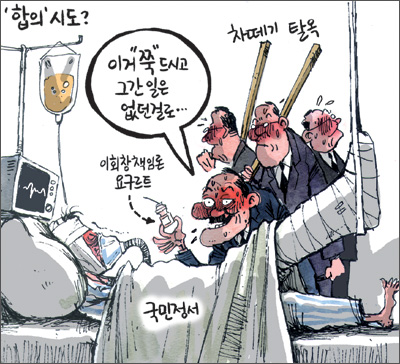 '합의' 시도?
차떼기 탈옥
이거 "쭉" 드시고
그간 일은
없던걸로...
이회창 책임론
요구르트
국민정서